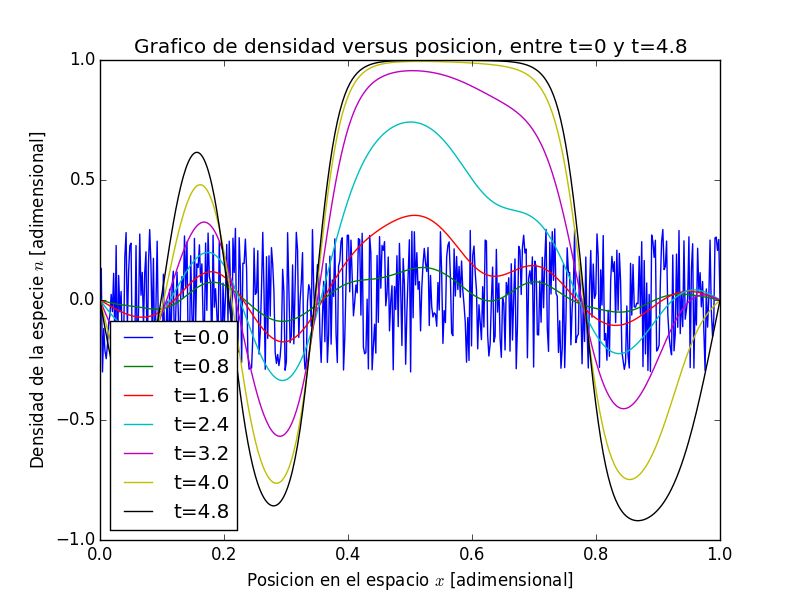 Grafico de densidad versus posicion, entre t=0 y t=4.8
1.0
0.5
0.0
−0.5
−1.0
Densidad de la especie n [adimensional]
t=0.0
t=0.8
t=1.6
t=2.4
t=3.2
t=4.0
t=4.8
0.0 0.2 0.4 0.6 0.8 1.0
Posicion en el espacio x [adimensional]